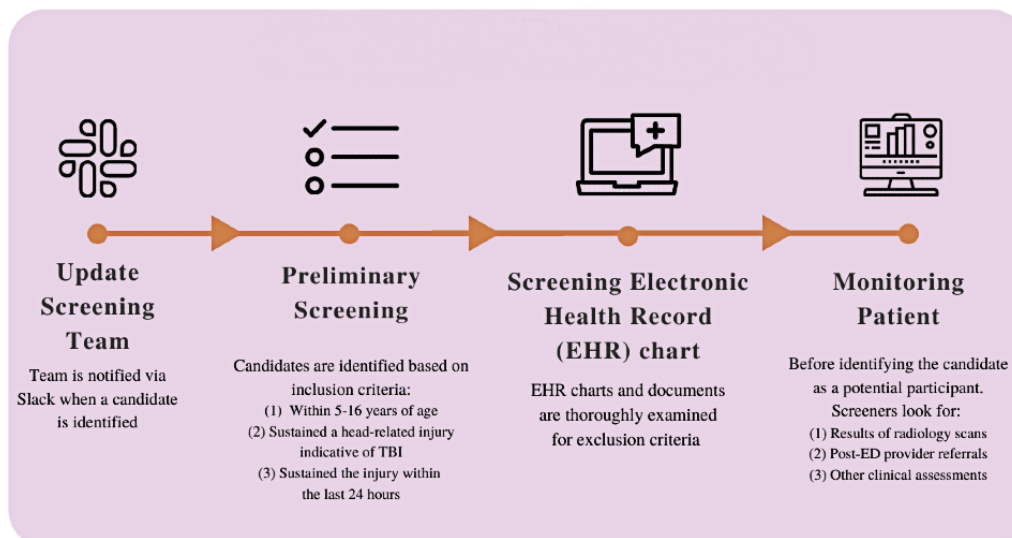 Update
Screening
Team
Team is notified via
Slack when a candidate
is identified
Preliminary
Screening
Candidates are identified based on
inclusion criteria:
(1) Within 5-16 years of age
(2) Sustained a head-related injury
indicative of TBI
(3) Sustained the injury within
the last 24 hours
Screening Electronic
Health Record
(EHR) chart
EHR charts and documents
are thoroughly examined
for exclusion criteria
Monitoring
Patient
Before identifying the candidate
as a potential participant.
Screeners look for:
(1) Results of radiology scans
(2) Post-ED provider referrals
(3) Other clinical assessments